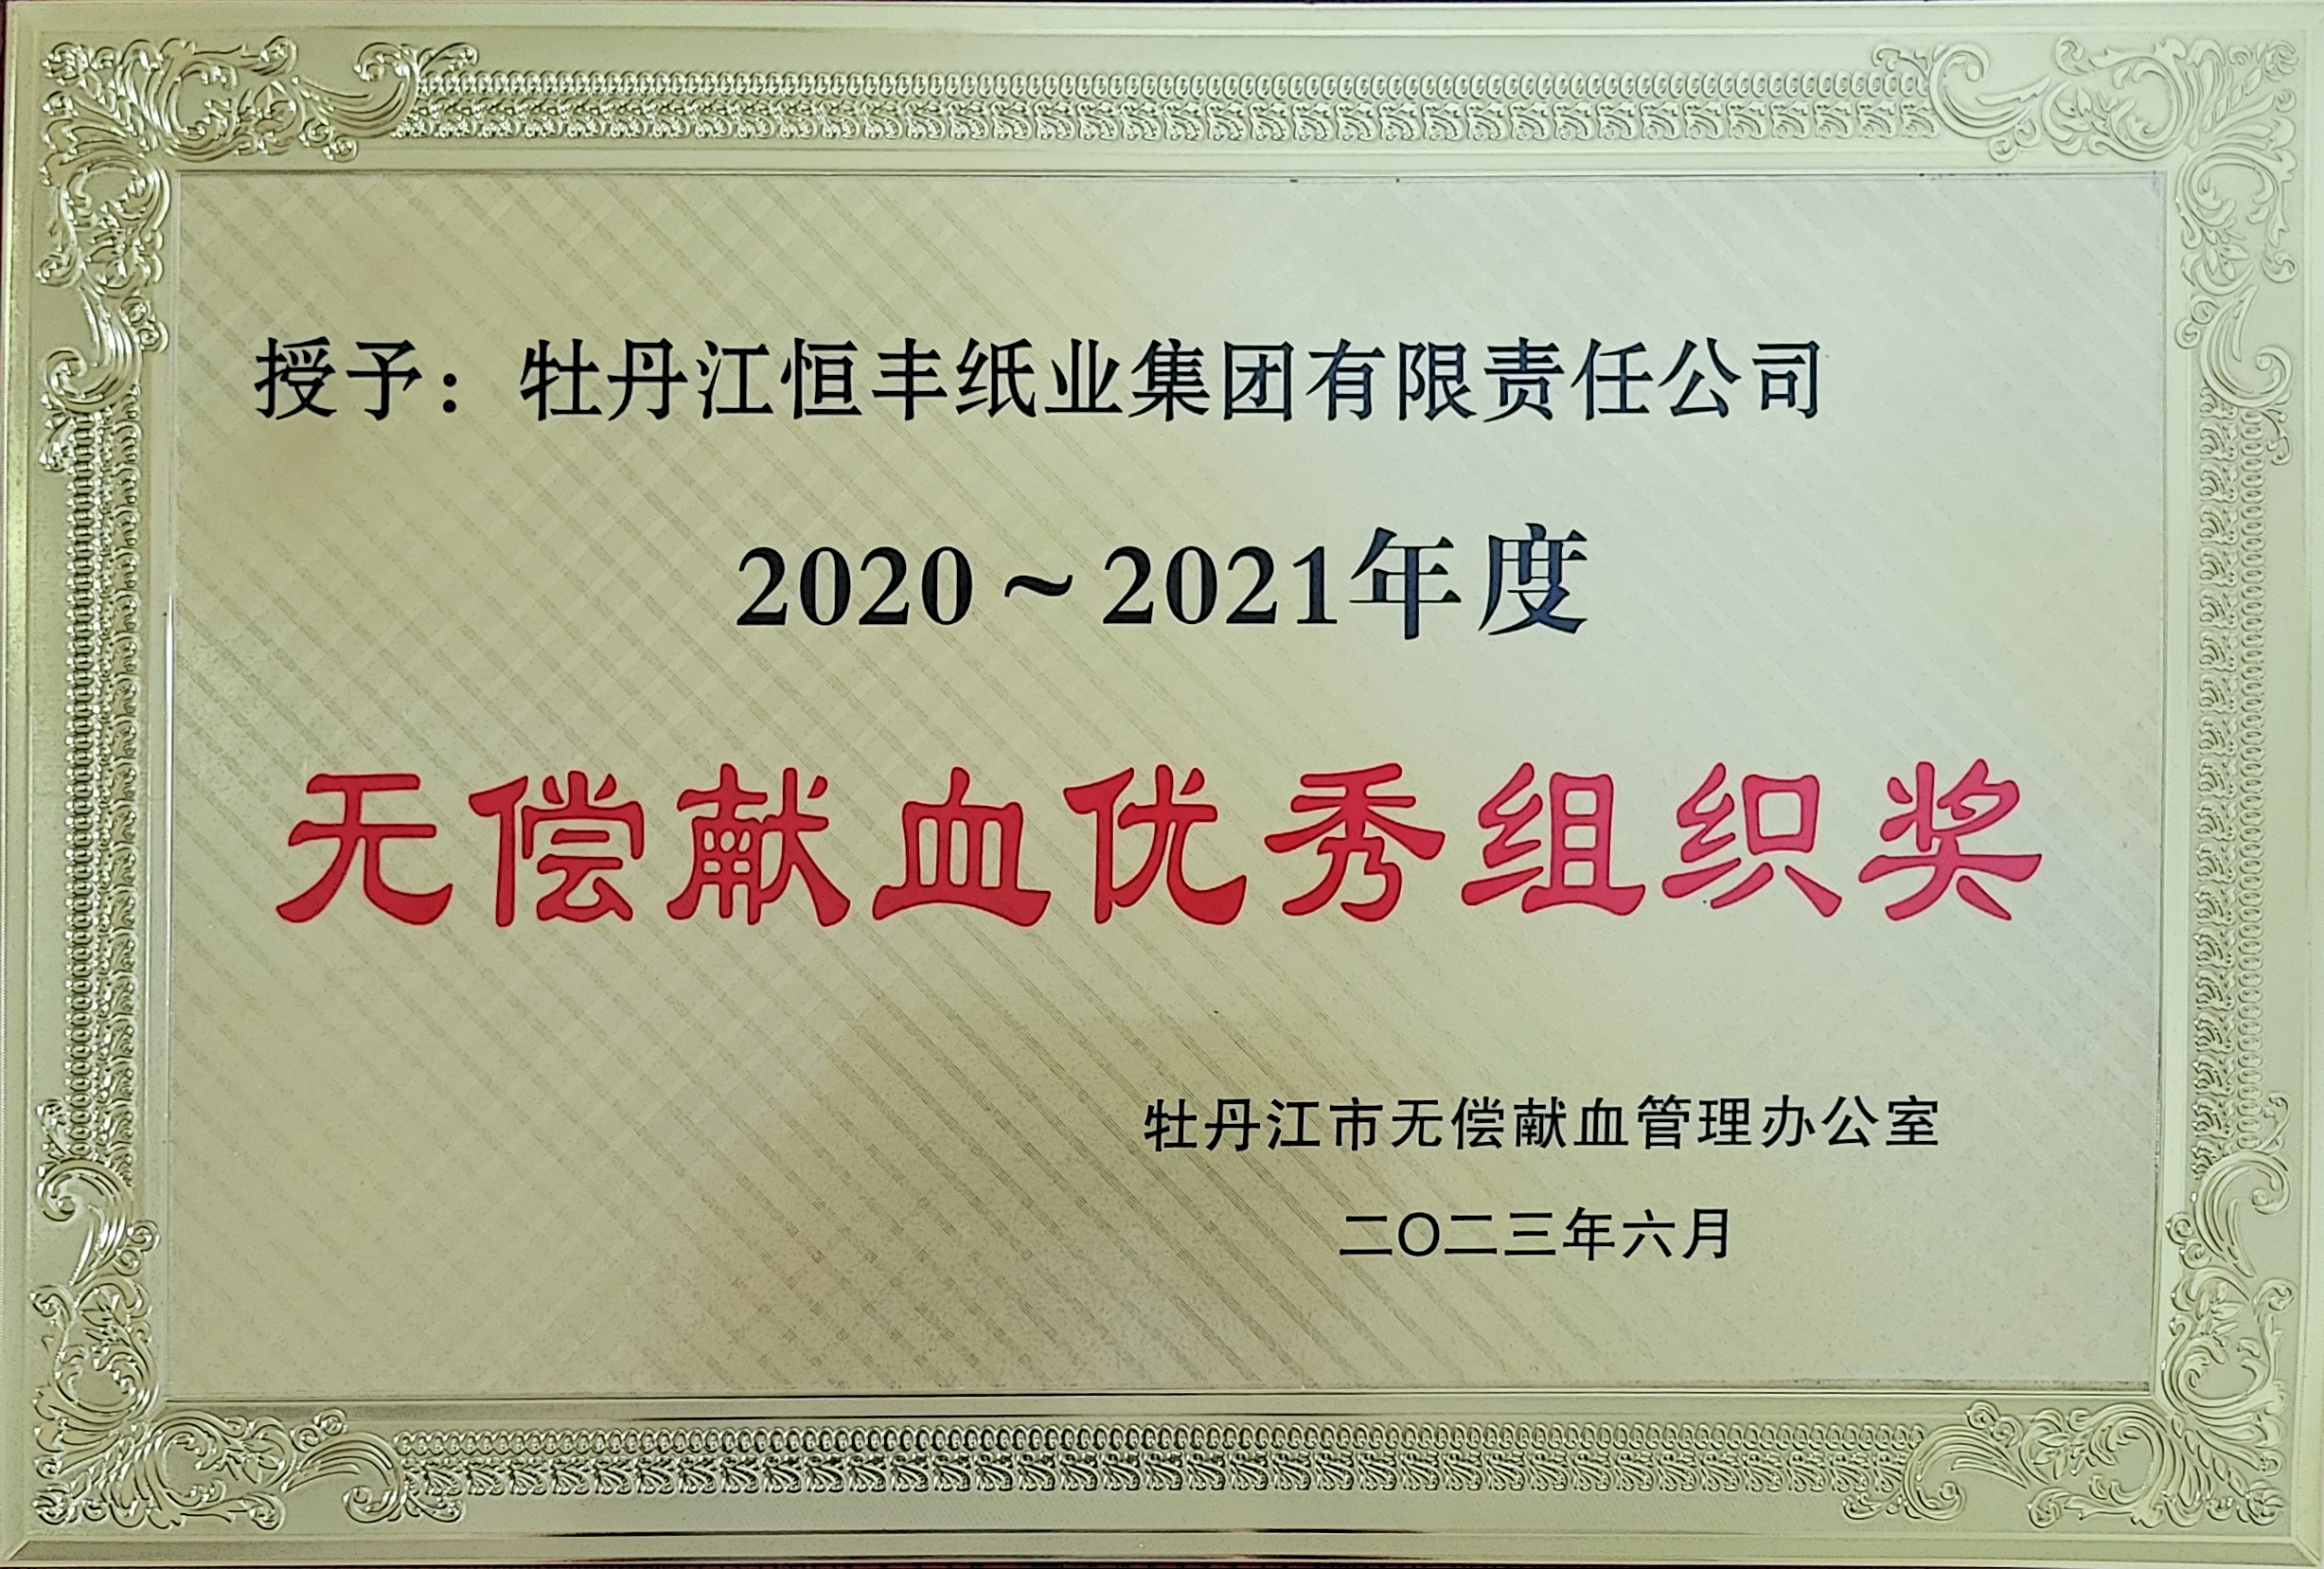 授予：牡丹江恒丰纸业集团有限责任公司
2020～2021年度
无偿献血优秀组织奖
牡丹江市无偿献血管理办公室
二〇二三年六月